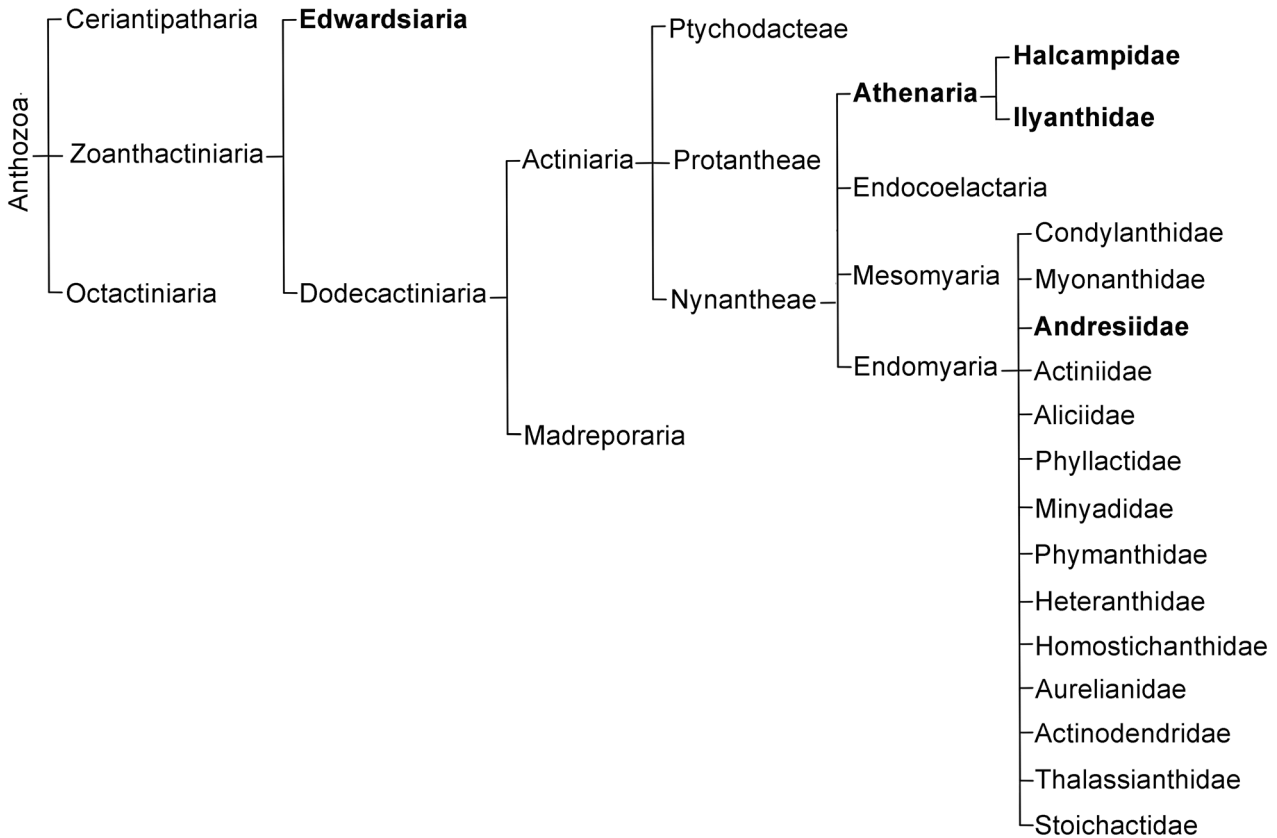 Anthozoa
Ceriantipatharia
Zoanthactiniaria
Octactiniaria
Edwardsiaria
Dodecactiniaria
Actiniaria
Madreporaria
Ptychodacteae
Protantheae
Nynantheae
Athenaria
Endocoelactaria
Mesomyaria
Endomyaria
Halcampidae
Ilyanthidae
Condylanthidae
Myonanthidae
Andresiidae
Actiniidae
Aliciidae
Phyllactidae
Minyadidae
Phymanthidae
Heteranthidae
Homostichanthidae
Aurelianidae
Actinodendridae
Thalassianthidae
Stoichactidae